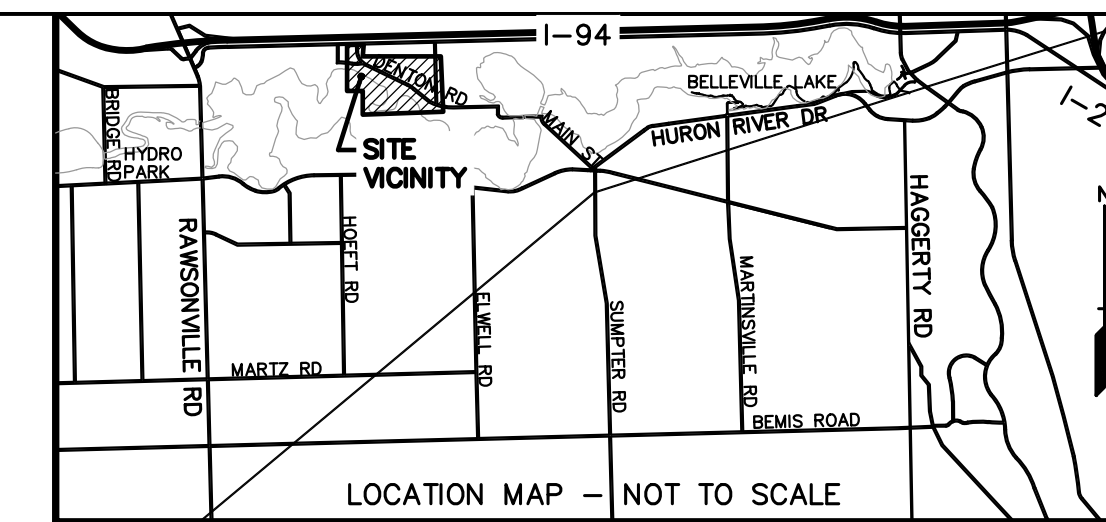 I-94
DENTON RD
BELLEVILLE LAKE
BRIDGE RD
MAIN ST
HURON RIVER DR
SITE
VICINITY
HYDRO
PARK
HAGGERTY RD
RAWSONVILLE RD
HOEFT RD
MARTINSVILLE RD
ELWELL RD
SUMPTER RD
MARTZ RD
BEMIS ROAD
LOCATION MAP – NOT TO SCALE